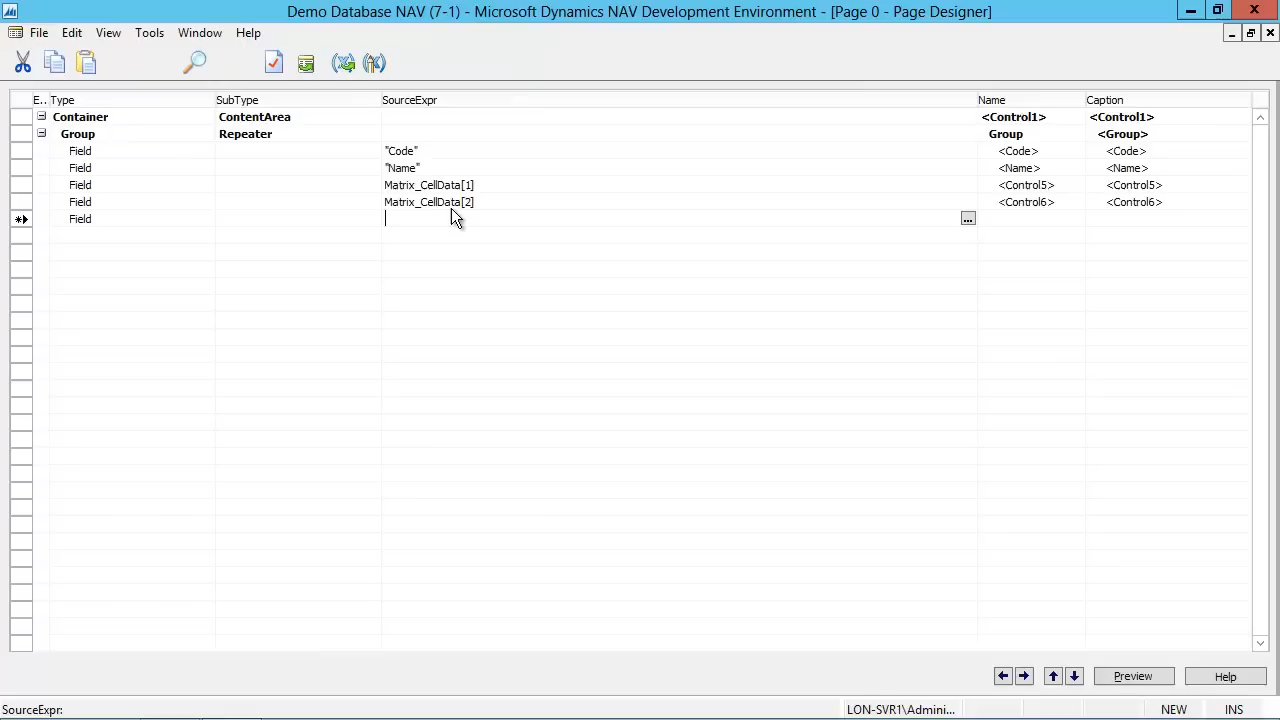 Demo Database NAV (7-1) - Microsoft Dynamics NAV Development Environment - [Page 0 - Page Designer]
File Edit View Tools Window Help
E.. Type SubType SourceExpr Name Caption
Container ContentArea <Control1> <Control1>
Group Repeater Group <Group>
Field "Code" <Code> <Code>
Field "Name" <Name> <Name>
Field Matrix_CellData[1] <Control5> <Control5>
Field Matrix_CellData[2] <Control6> <Control6>
Field ...
Preview Help
SourceExpr: LON-SVR1\Admini... NEW INS